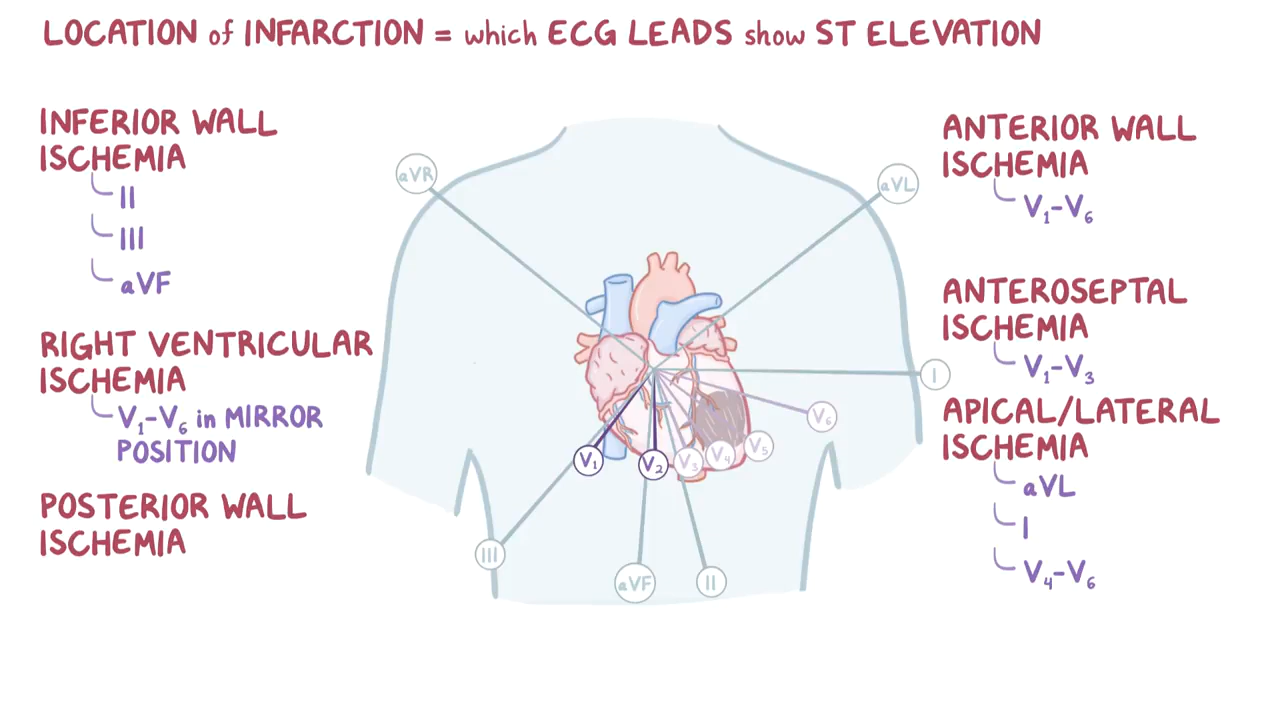 LOCATION of INFARCTION = which ECG LEADS show ST ELEVATION
INFERIOR WALL
ISCHEMIA
II
III
aVF
RIGHT VENTRICULAR
ISCHEMIA
V₁-V₆ in MIRROR
POSITION
POSTERIOR WALL
ISCHEMIA
aVR
aVL
I
V₆
V₅
V₄
V₃
V₂
V₁
III
aVF
II
ANTERIOR WALL
ISCHEMIA
V₁-V₆
ANTEROSEPTAL
ISCHEMIA
V₁-V₃
APICAL/LATERAL
ISCHEMIA
aVL
I
V₄-V₆